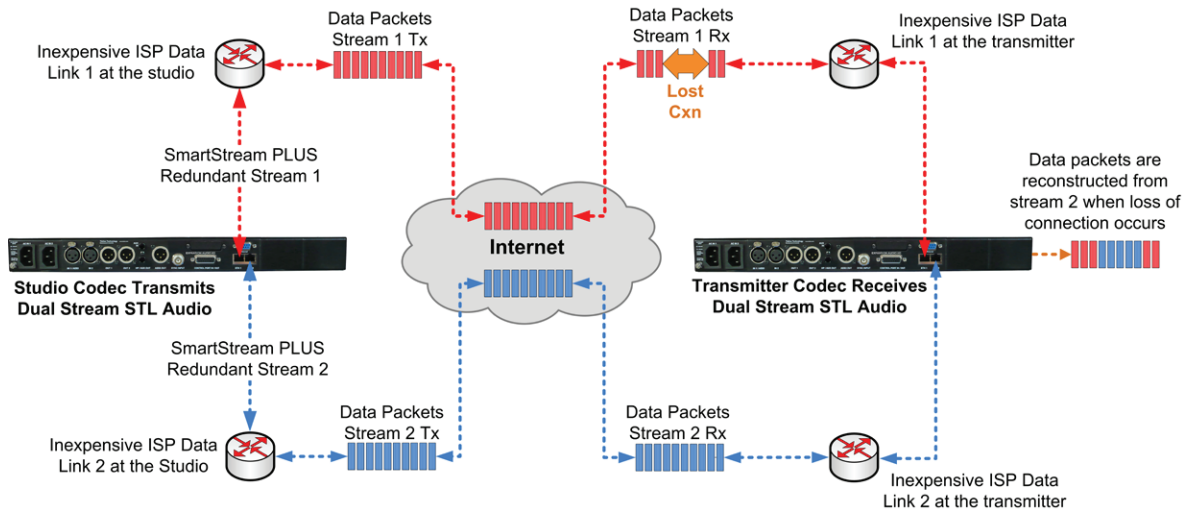 Inexpensive ISP Data
Link 1 at the studio
Data Packets
Stream 1 Tx
Data Packets
Stream 1 Rx
Lost
Cxn
Inexpensive ISP Data
Link 1 at the transmitter
SmartStream PLUS
Redundant Stream 1
Internet
Data packets are
reconstructed from
stream 2 when loss of
connection occurs
Studio Codec Transmits
Dual Stream STL Audio
Transmitter Codec Receives
Dual Stream STL Audio
SmartStream PLUS
Redundant Stream 2
Inexpensive ISP Data
Link 2 at the Studio
Data Packets
Stream 2 Tx
Data Packets
Stream 2 Rx
Inexpensive ISP Data
Link 2 at the transmitter